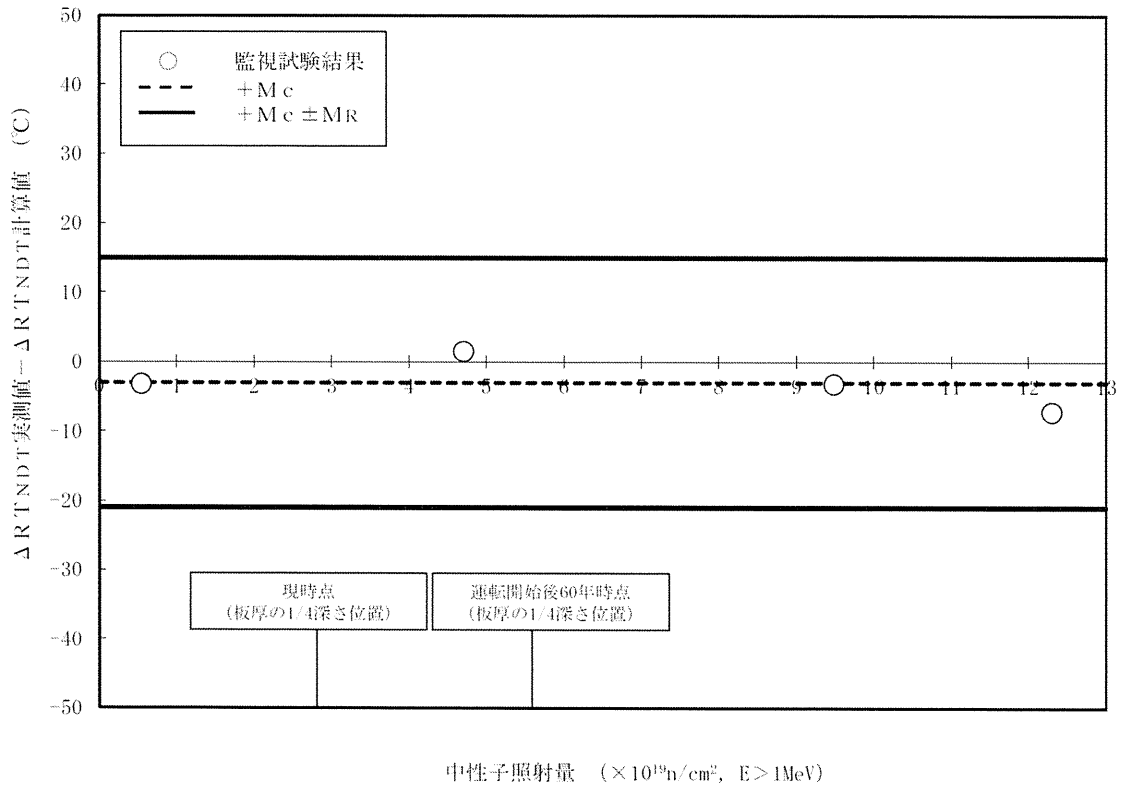 50
40
30
20
10
0
-10
-20
-30
-40
-50
ΔRTNDT実測値-ΔRTNDT計算値 (℃)
監視試験結果
+Mc
+Mc±MR
0 1 2 3 4 5 6 7 8 9 10 11 12 13
現時点
(板厚の1/4深さ位置)
運転開始後60年時点
(板厚の1/4深さ位置)
中性子照射量 (×10¹⁹n/cm², E>1MeV)